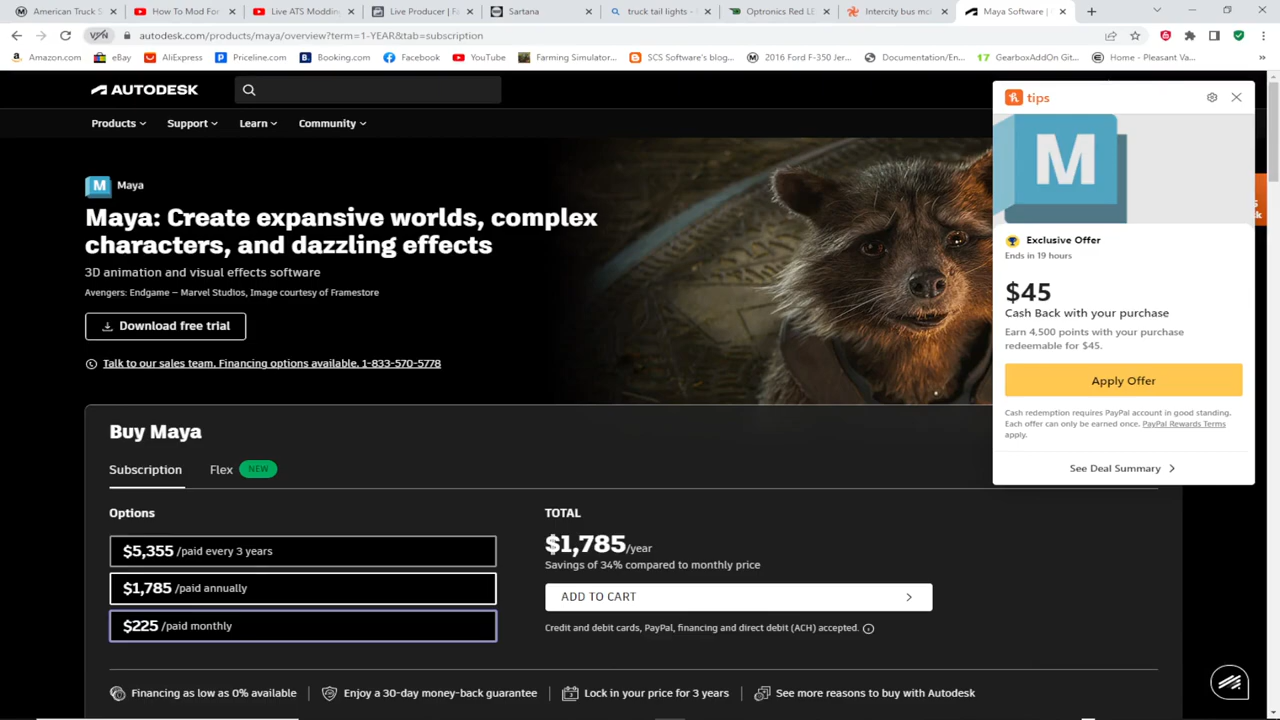 American Truck S
How To Mod For
Live ATS Moddin
Live Producer | Fa
Sartana
truck tail lights -
Optronics Red LE
Intercity bus mci
Maya Software |
autodesk.com/products/maya/overview?term=1-YEAR&tab=subscription
Amazon.com
eBay
AliExpress
Priceline.com
Booking.com
Facebook
YouTube
Farming Simulator...
SCS Software's blog...
2016 Ford F-350 Jer...
Documentation/En...
GearboxAddOn Git...
Home - Pleasant Va...
AUTODESK
Products
Support
Learn
Community
tips
M
M Maya
Maya: Create expansive worlds, complex
characters, and dazzling effects
3D animation and visual effects software
Avengers: Endgame – Marvel Studios, Image courtesy of Framestore
Download free trial
Talk to our sales team. Financing options available. 1-833-570-5778
Exclusive Offer
Ends in 19 hours
$45
Cash Back with your purchase
Earn 4,500 points with your purchase
redeemable for $45.
Apply Offer
Cash redemption requires PayPal account in good standing.
Each offer can only be earned once. PayPal Rewards Terms
apply.
See Deal Summary
Buy Maya
Subscription
Flex NEW
Options
$5,355 /paid every 3 years
$1,785 /paid annually
$225 /paid monthly
TOTAL
$1,785/year
Savings of 34% compared to monthly price
ADD TO CART
Credit and debit cards, PayPal, financing and direct debit (ACH) accepted.
Financing as low as 0% available
Enjoy a 30-day money-back guarantee
Lock in your price for 3 years
See more reasons to buy with Autodesk